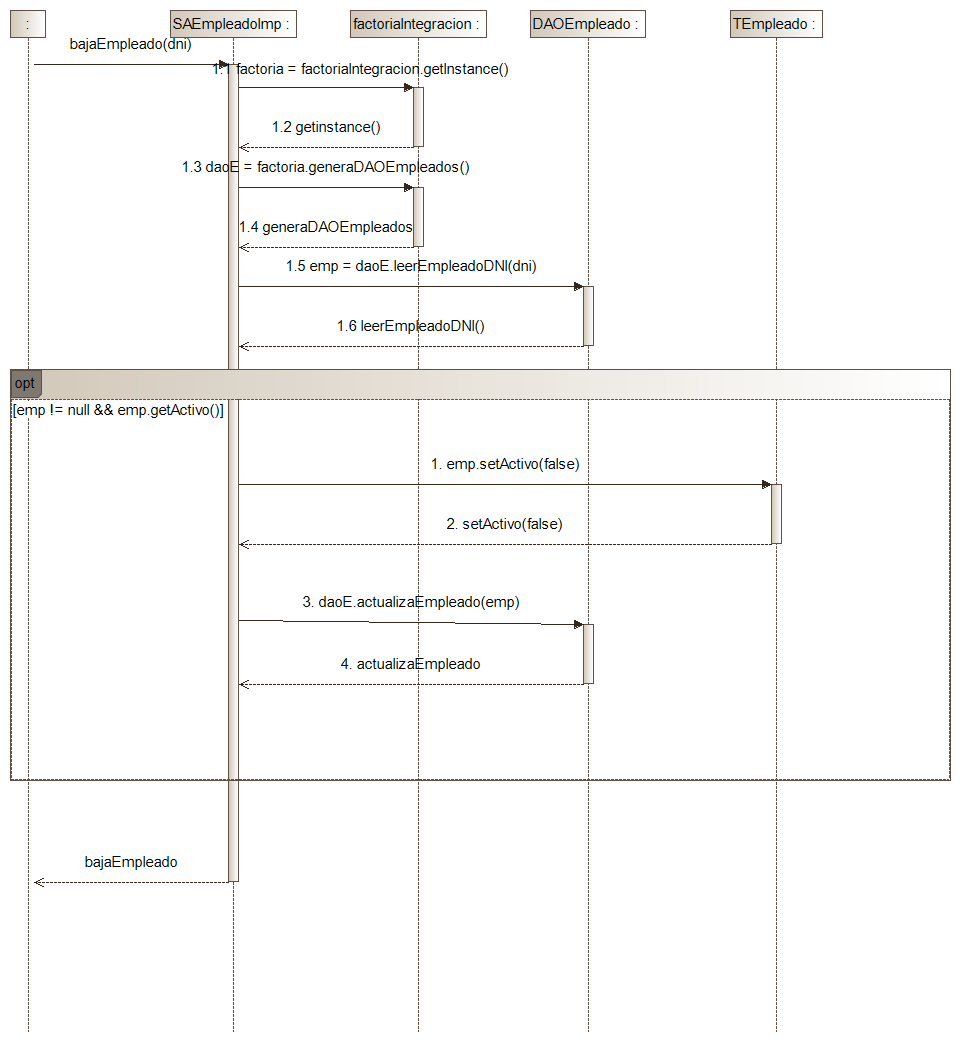 :
SAEmpleadoImp :
factoriaIntegracion :
DAOEmpleado :
TEmpleado :
bajaEmpleado(dni)
1.1 factoria = factoriaIntegracion.getInstance()
1.2 getinstance()
1.3 daoE = factoria.generaDAOEmpleados()
1.4 generaDAOEmpleados
1.5 emp = daoE.leerEmpleadoDNI(dni)
1.6 leerEmpleadoDNI()
opt
[emp != null && emp.getActivo()]
1. emp.setActivo(false)
2. setActivo(false)
3. daoE.actualizaEmpleado(emp)
4. actualizaEmpleado
bajaEmpleado